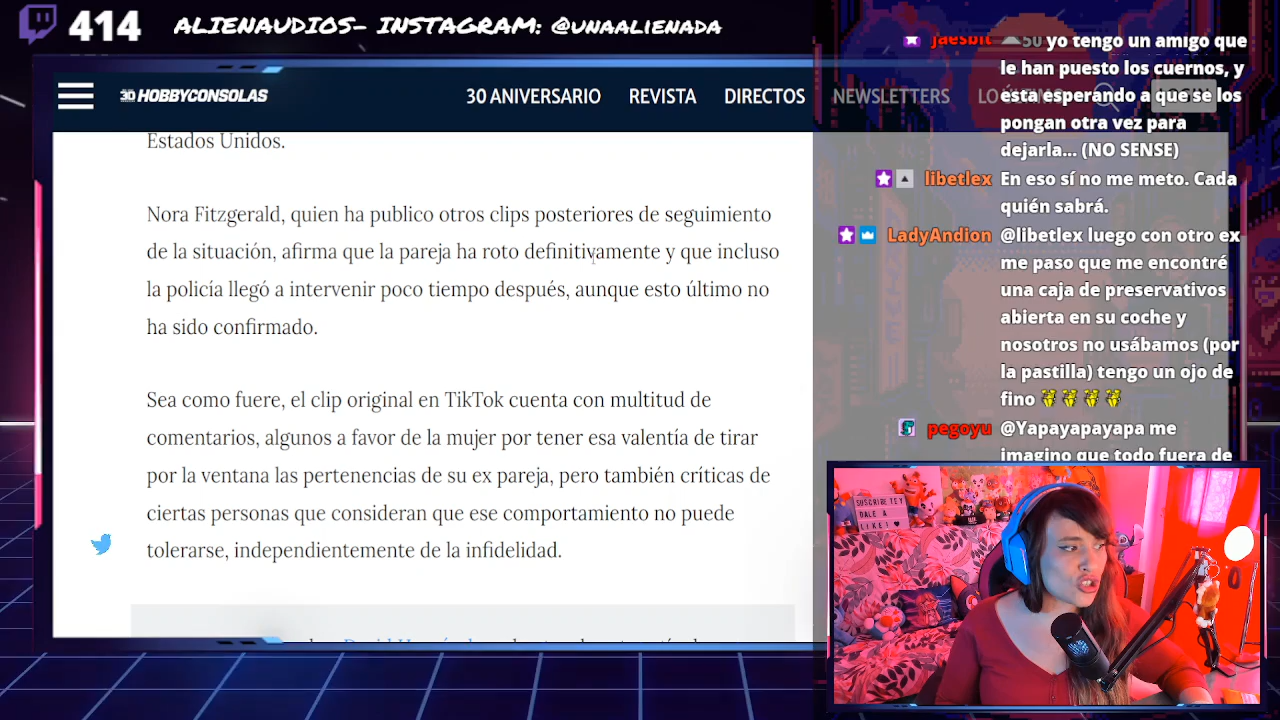 414
ALIENAUDIOS- INSTAGRAM: @UNAALIENADA
30 HOBBYCONSOLAS
30 ANIVERSARIO REVISTA DIRECTOS NEWSLETTERS
Estados Unidos.
Nora Fitzgerald, quien ha publico otros clips posteriores de seguimiento
de la situación, afirma que la pareja ha roto definitivamente y que incluso
la policía llegó a intervenir poco tiempo después, aunque esto último no
ha sido confirmado.
Sea como fuere, el clip original en TikTok cuenta con multitud de
comentarios, algunos a favor de la mujer por tener esa valentía de tirar
por la ventana las pertenencias de su ex pareja, pero también críticas de
ciertas personas que consideran que ese comportamiento no puede
tolerarse, independientemente de la infidelidad.
jaesbit 50 yo tengo un amigo que
le han puesto los cuernos, y
esta esperando a que se los
pongan otra vez para
dejarla... (NO SENSE)
libetlex En eso sí no me meto. Cada
quién sabrá.
LadyAndion @libetlex luego con otro ex
me paso que me encontré
una caja de preservativos
abierta en su coche y
nosotros no usábamos (por
la pastilla) tengo un ojo de
fino
pegoyu @Yapayapayapa me
imagino que todo fuera de
SUSCRIBETE Y
DALE A
LIKE! ♥